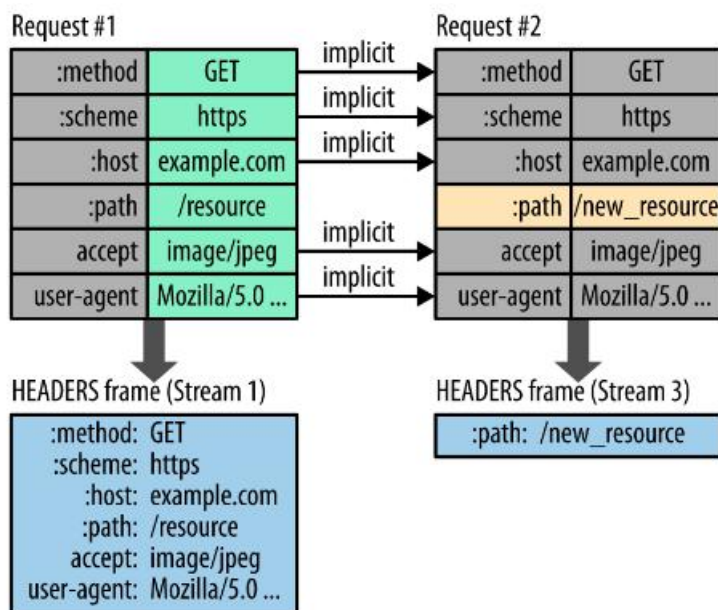 Request #1
:method GET
:scheme https
:host example.com
:path /resource
accept image/jpeg
user-agent Mozilla/5.0 ...
implicit
implicit
implicit
implicit
implicit
Request #2
:method GET
:scheme https
:host example.com
:path /new_resource
accept image/jpeg
user-agent Mozilla/5.0 ...
HEADERS frame (Stream 1)
:method: GET
:scheme: https
:host: example.com
:path: /resource
accept: image/jpeg
user-agent: Mozilla/5.0 ...
HEADERS frame (Stream 3)
:path: /new_resource